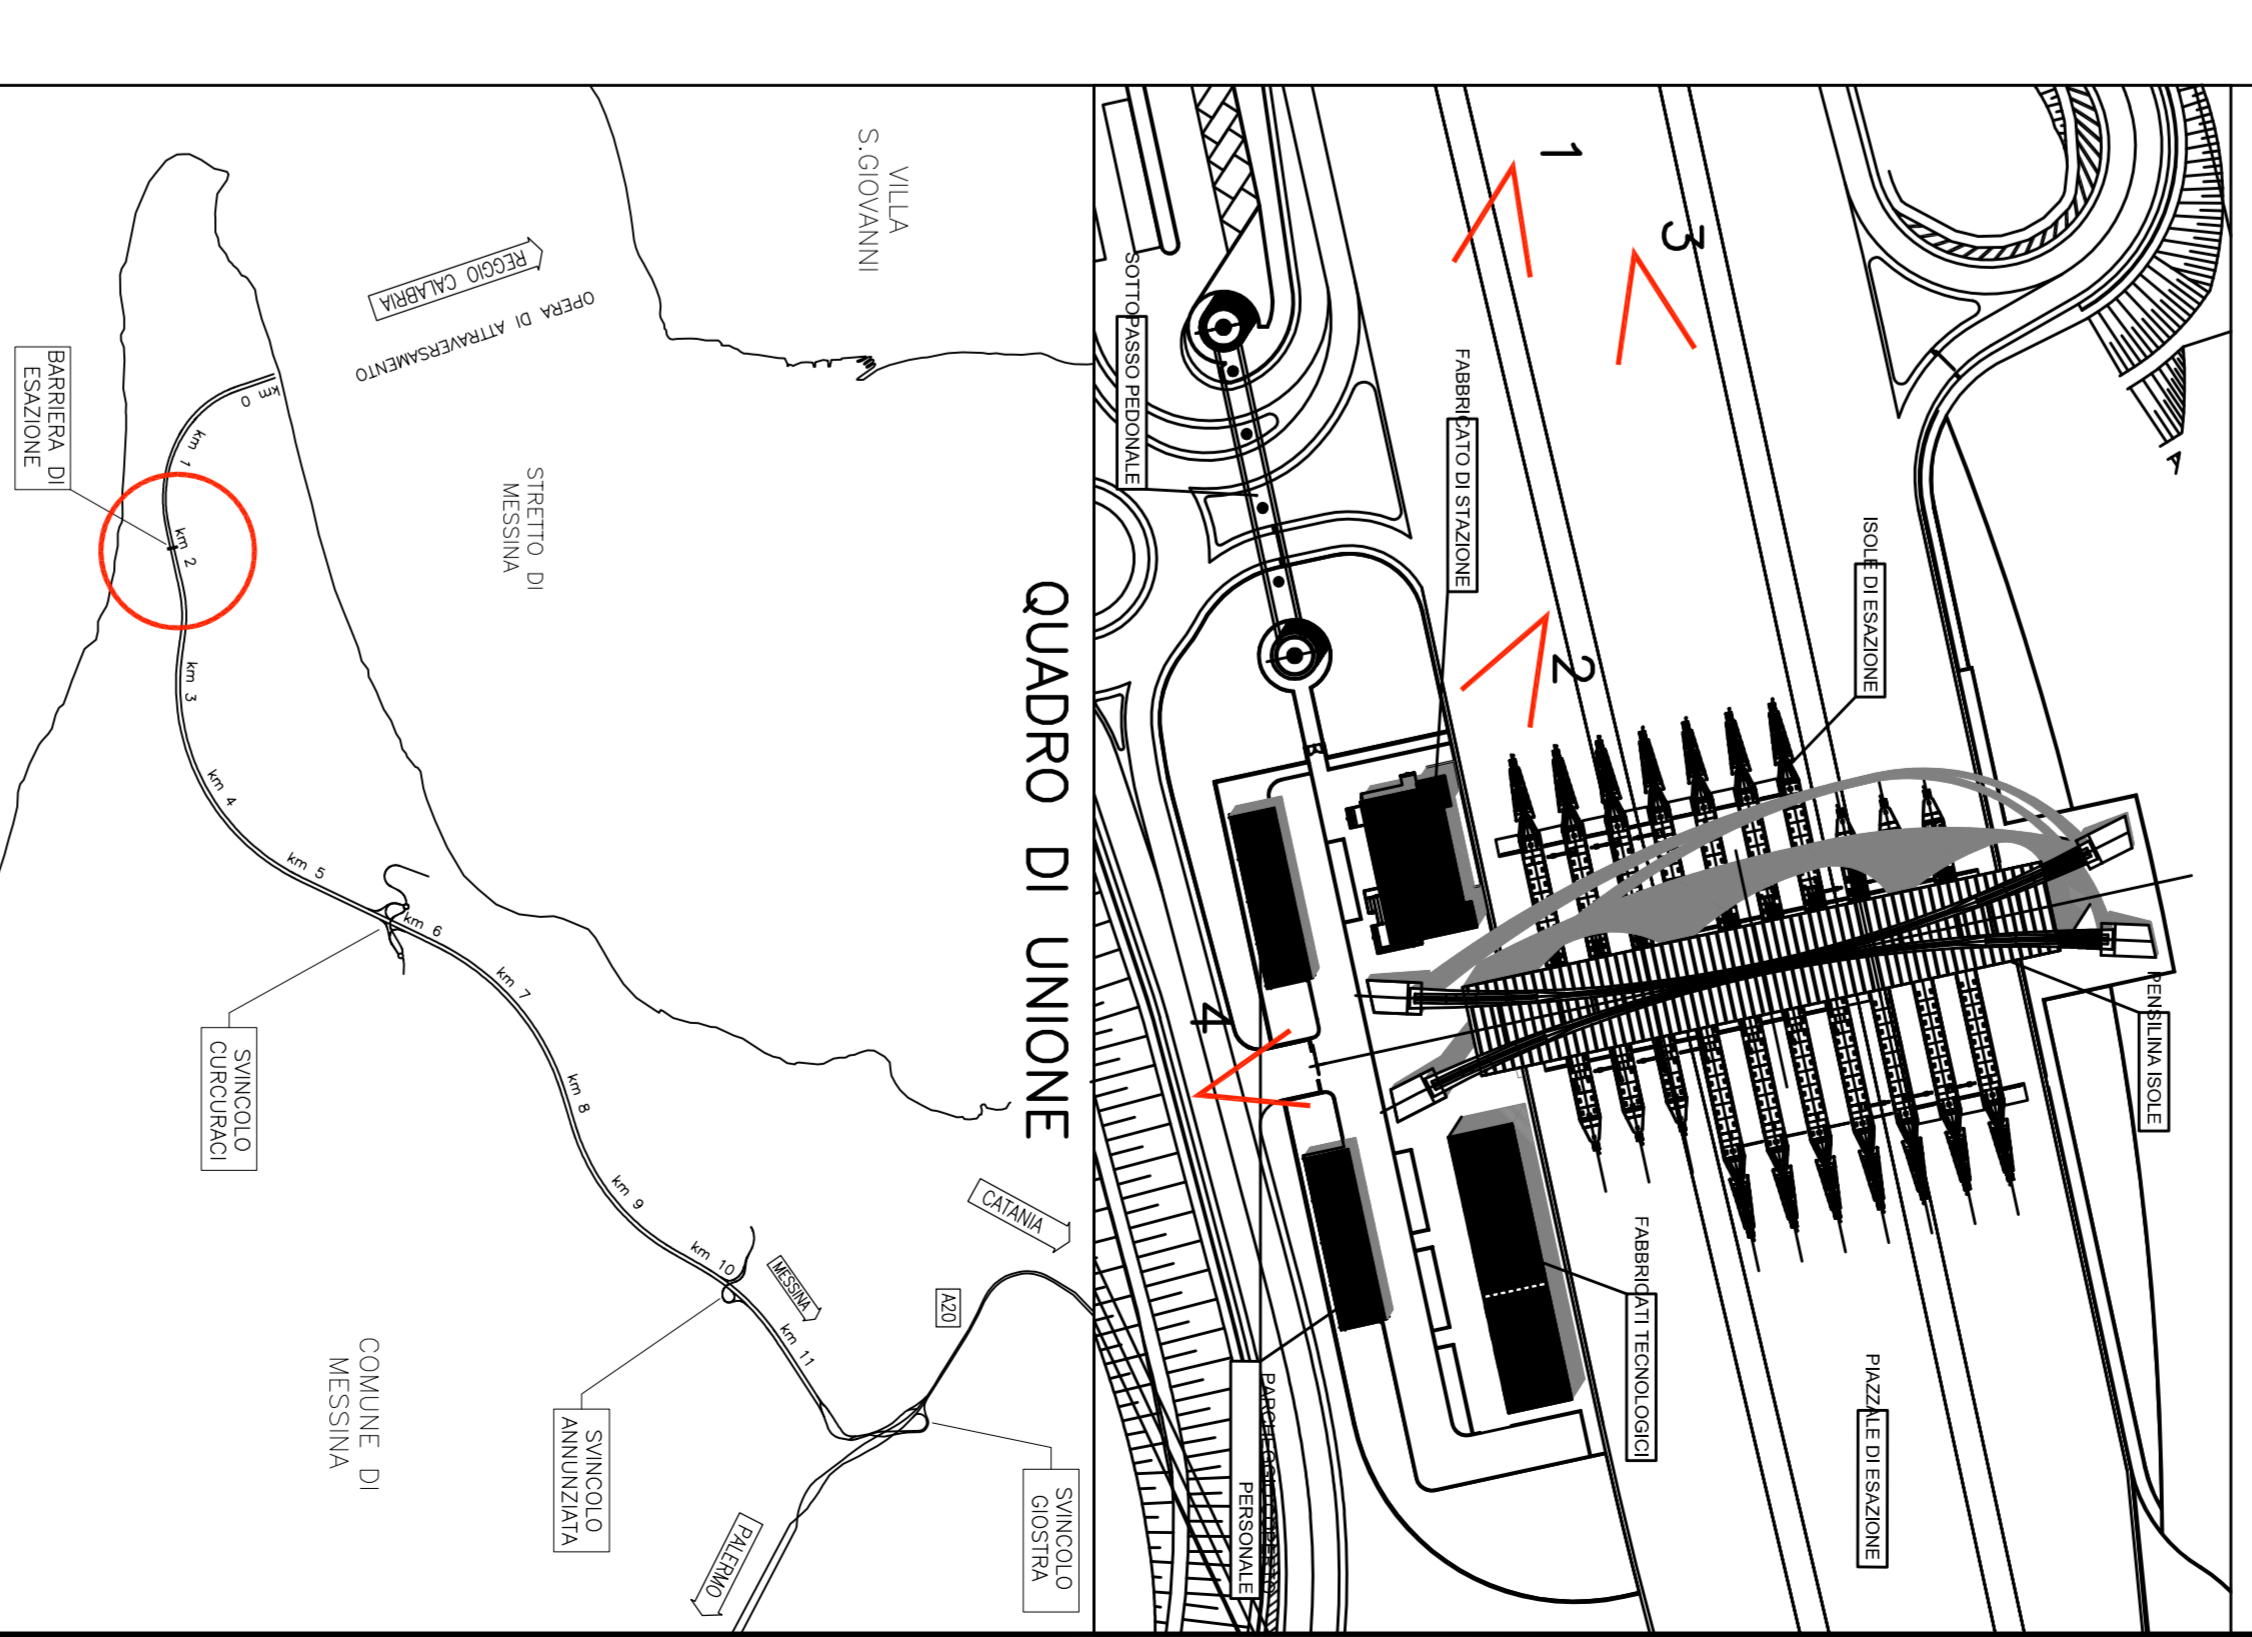 1
3
SOTTOPASSO PEDONALE
FABBRICATO DI STAZIONE
ISOLE DI ESAZIONE
2
PENSILINA ISOLE
4
FABBRICATI TECNOLOGICI
PIAZZALE DI ESAZIONE
PARCHEGGIO COPERTO
PERSONALE
QUADRO DI UNIONE
VILLA
S.GIOVANNI
REGGIO CALABRIA
OPERA DI ATTRAVERSAMENTO
STRETTO DI
MESSINA
BARRIERA DI
ESAZIONE
km 0
km 1
km 2
km 3
km 4
km 5
km 6
km 7
km 8
km 9
km 10
km 11
SVINCOLO
CURCURACI
CATANIA
MESSINA
A20
SVINCOLO
ANNUNZIATA
SVINCOLO
GIOSTRA
PALERMO
COMUNE DI
MESSINA